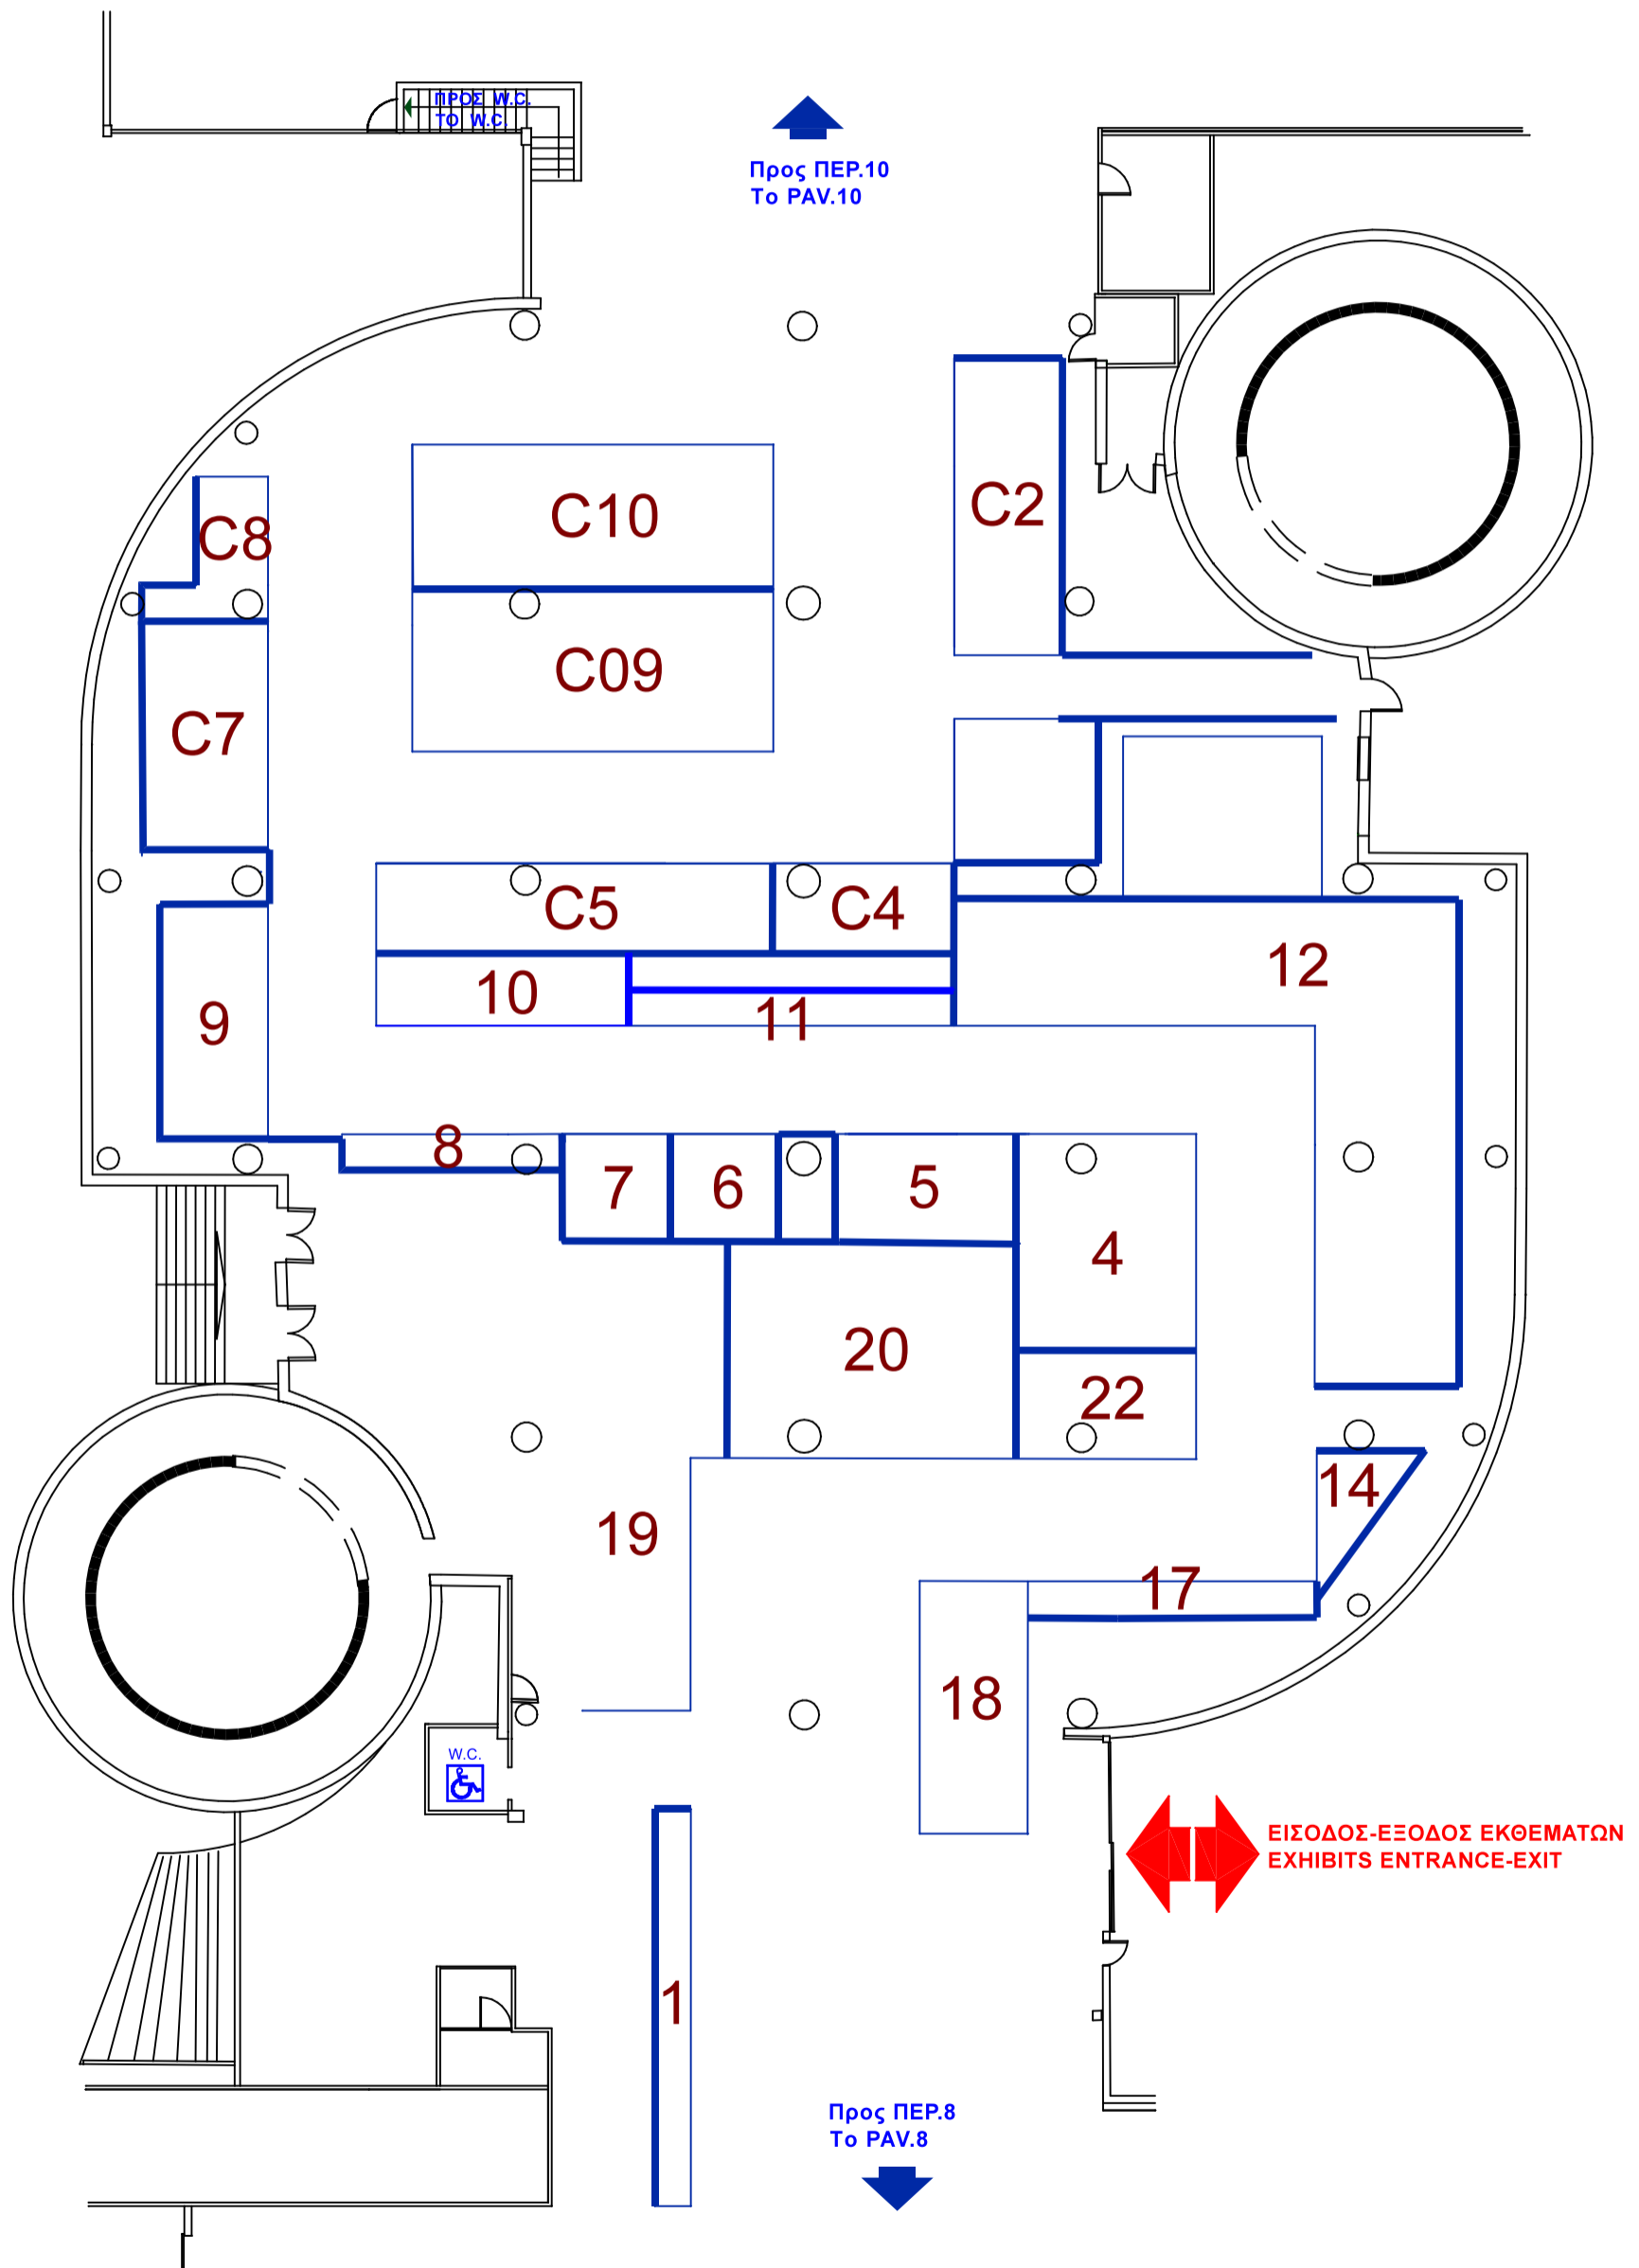 ΠΡΟΣ W.C.
TO W.C.
Προς ΠΕΡ.10
To PAV.10
C10
C2
C8
C09
C7
C5
C4
12
10
11
9
8
7
6
5
4
20
22
14
19
17
18
W.C.
ΕΙΣΟΔΟΣ-ΕΞΟΔΟΣ ΕΚΘΕΜΑΤΩΝ
EXHIBITS ENTRANCE-EXIT
1
Προς ΠΕΡ.8
To PAV.8